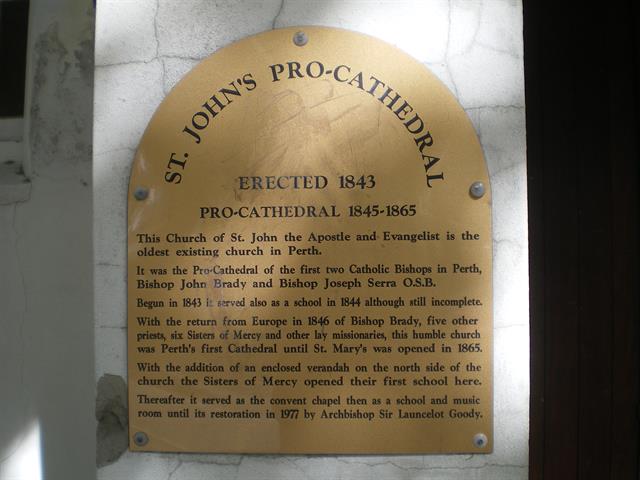 ST. JOHN'S PRO-CATHEDRAL
ERECTED 1843
PRO-CATHEDRAL 1845-1865
This Church of St. John the Apostle and Evangelist is the
oldest existing church in Perth.
It was the Pro-Cathedral of the first two Catholic Bishops in Perth,
Bishop John Brady and Bishop Joseph Serra O.S.B.
Begun in 1843 it served also as a school in 1844 although still incomplete.
With the return from Europe in 1846 of Bishop Brady, five other
priests, six Sisters of Mercy and other lay missionaries, this humble church
was Perth's first Cathedral until St. Mary's was opened in 1865.
With the addition of an enclosed verandah on the north side of the
church the Sisters of Mercy opened their first school here.
Thereafter it served as the convent chapel then as a school and music
room until its restoration in 1977 by Archbishop Sir Launcelot Goody.